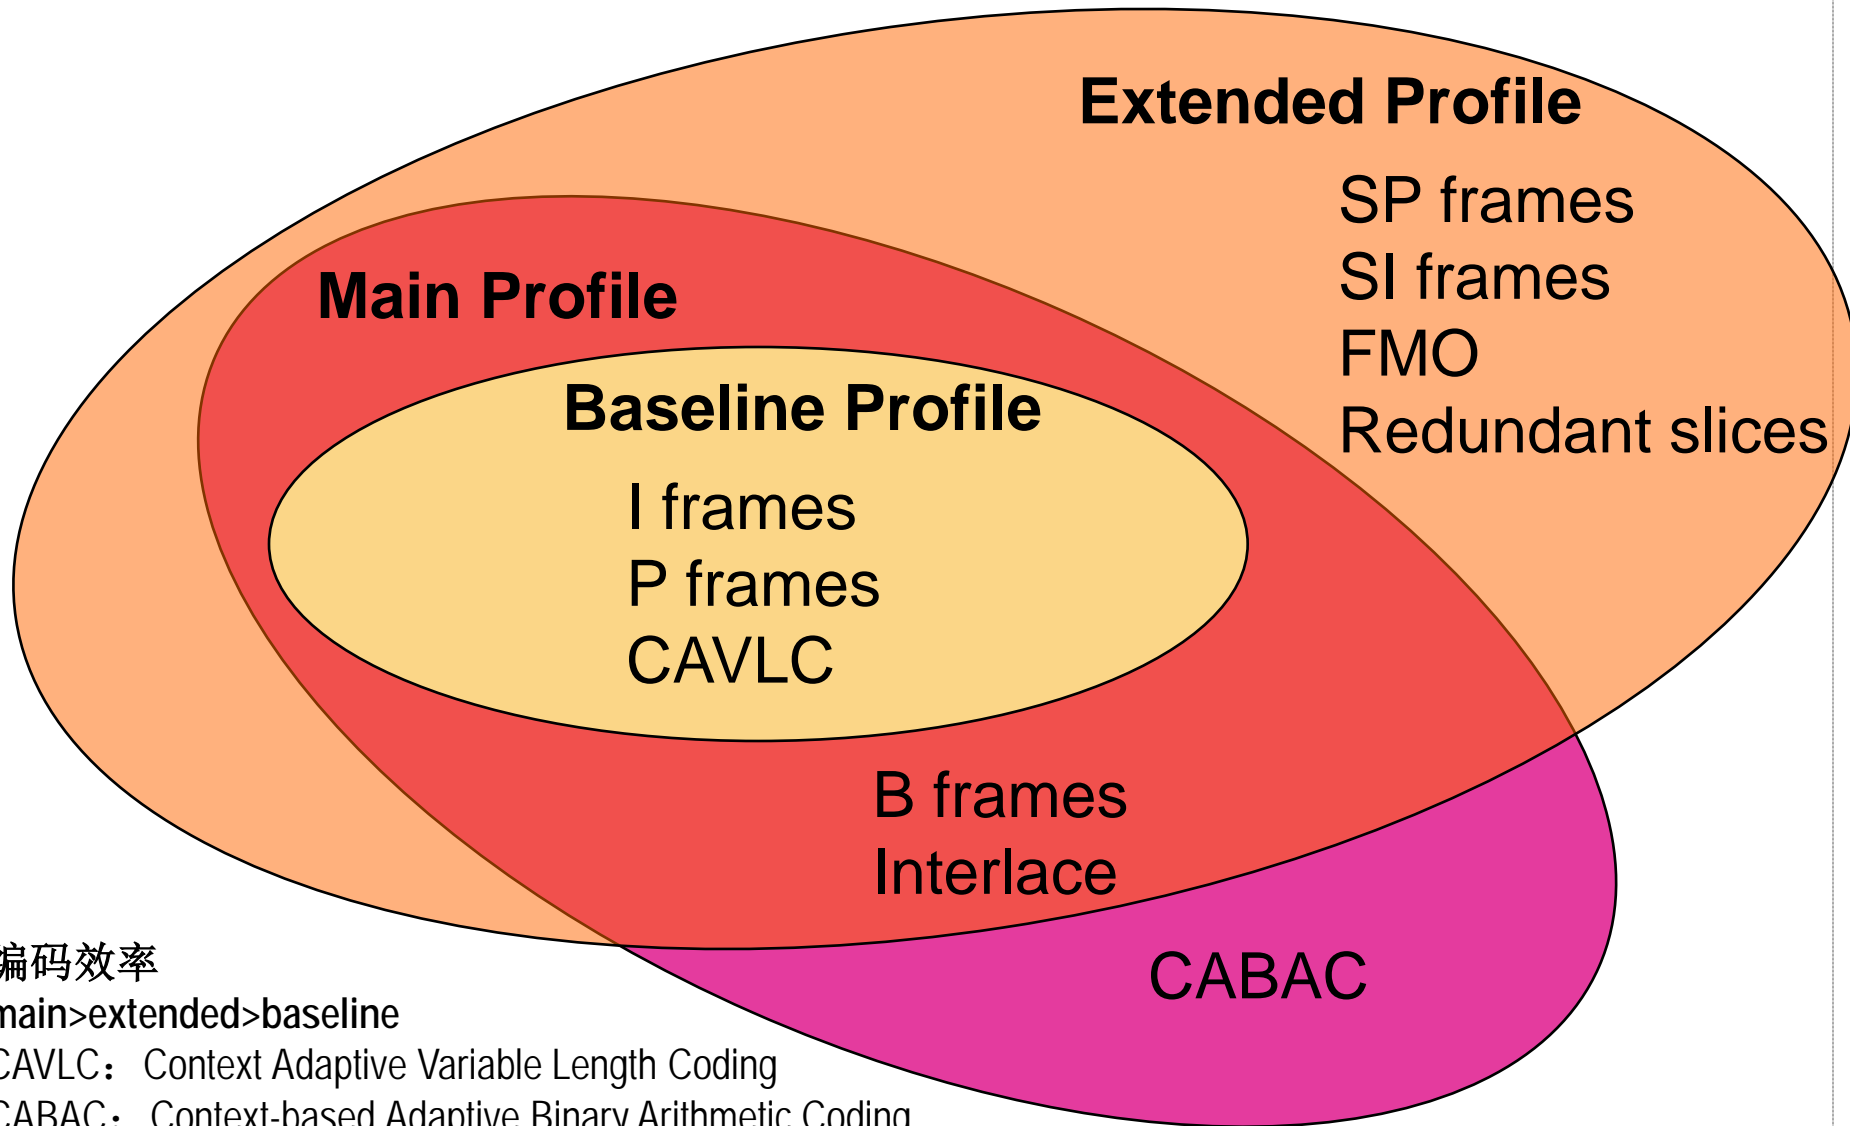 Extended Profile
SP frames
SI frames
FMO
Redundant slices
Main Profile
Baseline Profile
I frames
P frames
CAVLC
B frames
Interlace
CABAC
编码效率
main>extended>baseline
CAVLC： Context Adaptive Variable Length Coding
CABAC： Context-based Adaptive Binary Arithmetic Coding